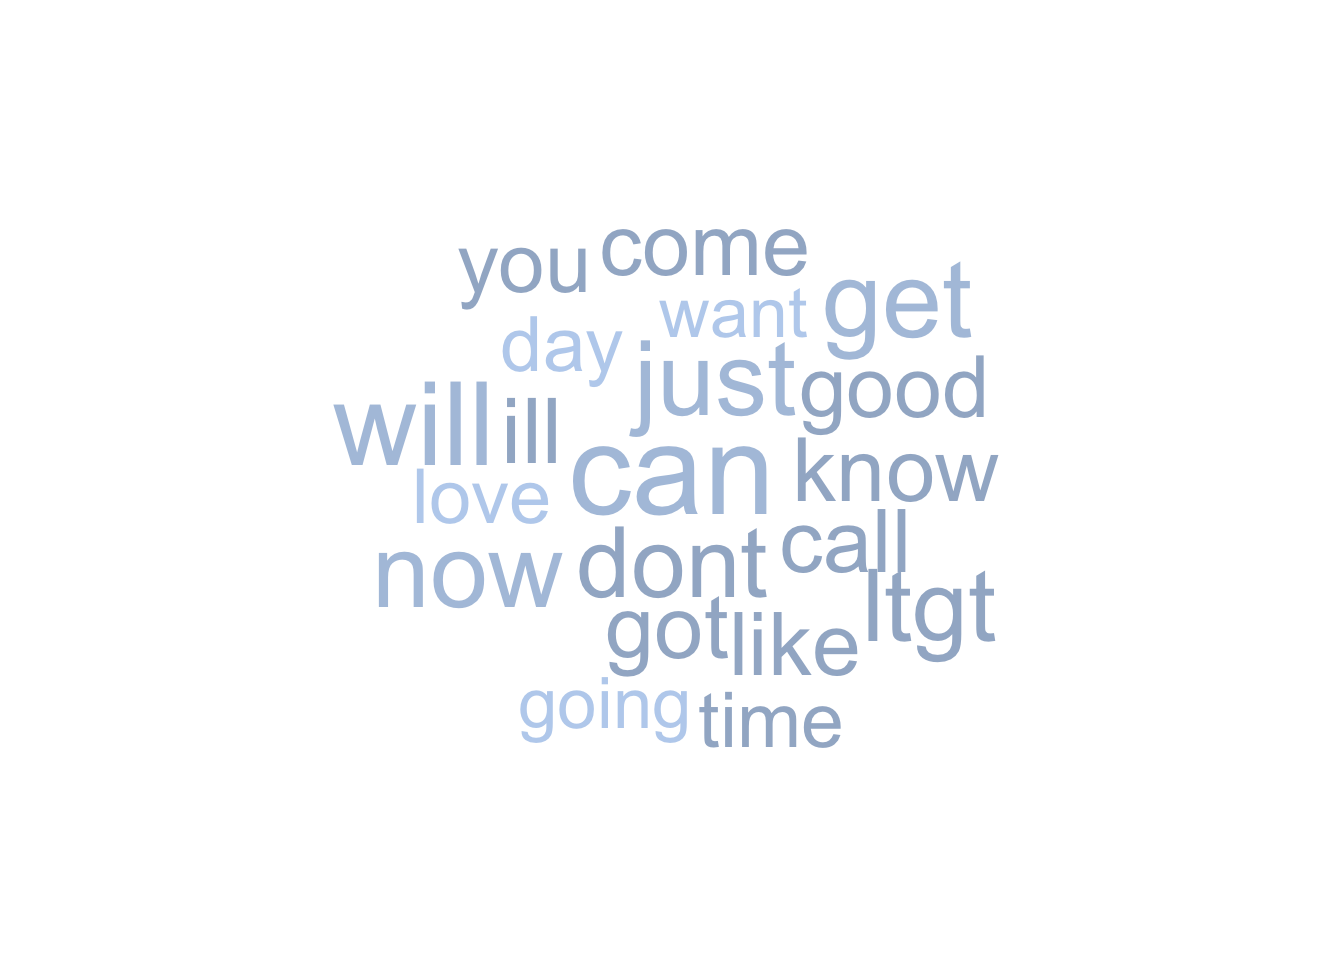 you come
want get
day just good
will ill can know
love
now dont call
ltgt
got like
going time